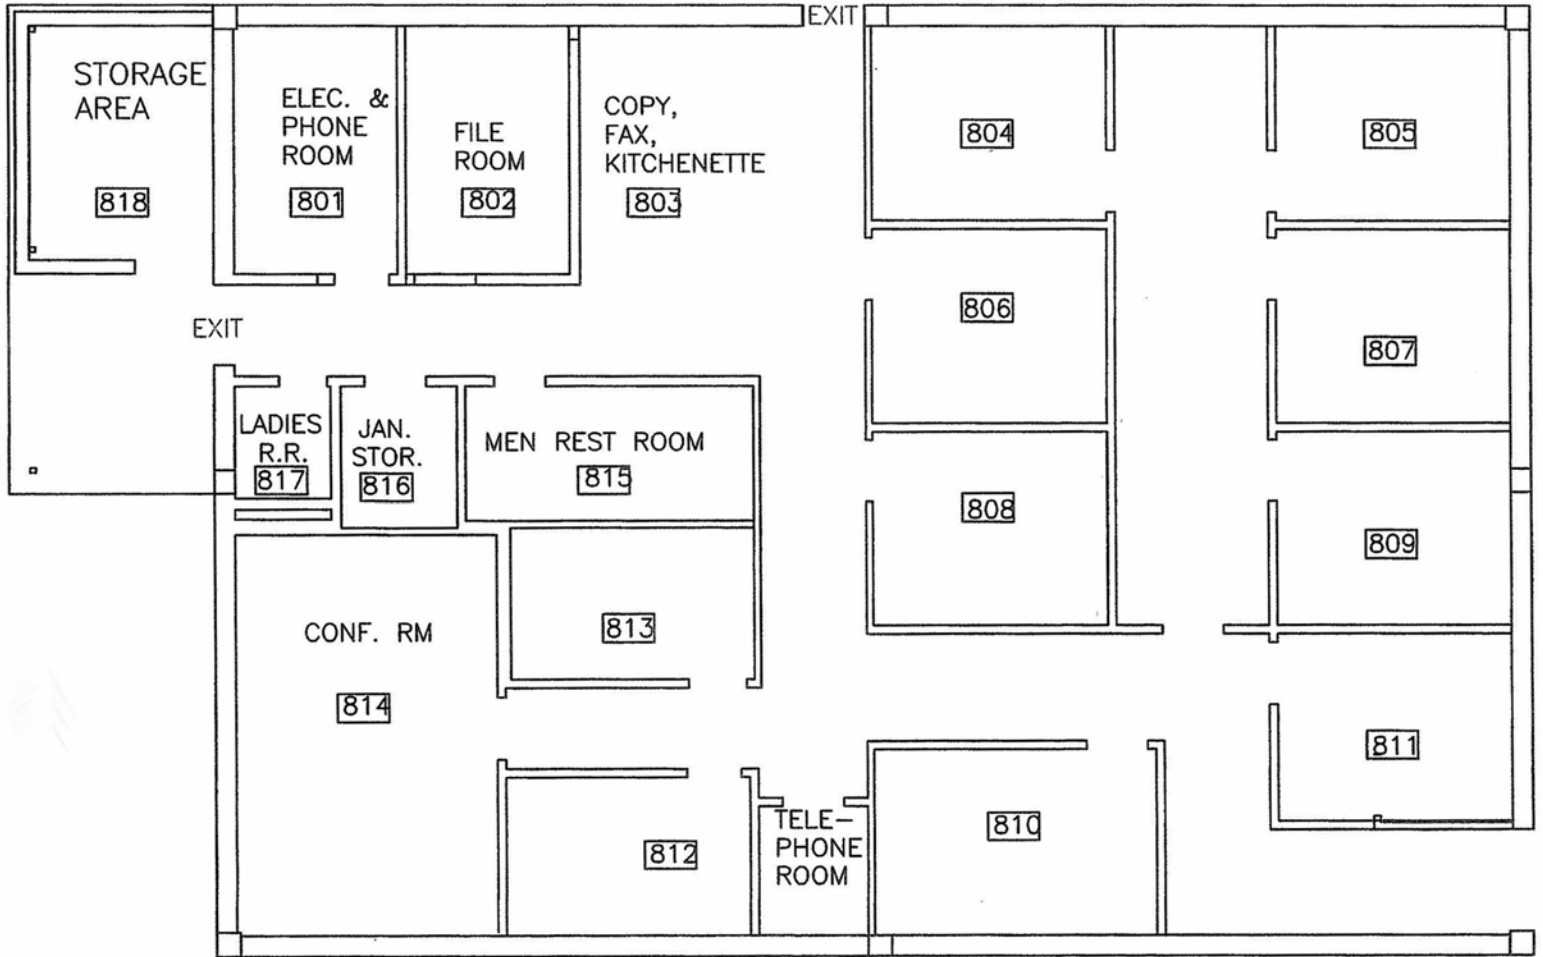 EXIT
STORAGE
AREA
818
ELEC. &
PHONE
ROOM
801
FILE
ROOM
802
COPY,
FAX,
KITCHENETTE
803
804
805
EXIT
806
807
LADIES
R.R.
817
JAN.
STOR.
816
MEN REST ROOM
815
808
809
CONF. RM
814
813
811
812
TELE-
PHONE
ROOM
810